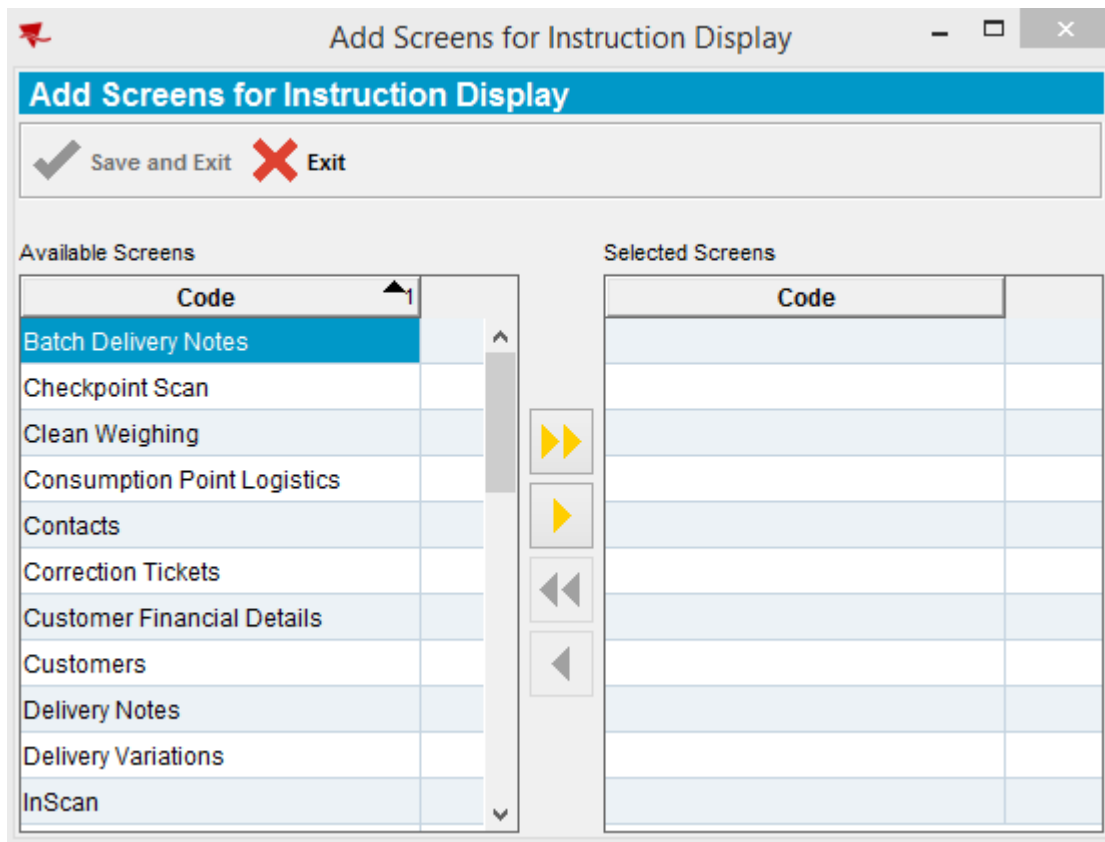 Add Screens for Instruction Display
Add Screens for Instruction Display
Save and Exit Exit
Available Screens Selected Screens
Code 1 Code
Batch Delivery Notes
Checkpoint Scan
Clean Weighing
Consumption Point Logistics
Contacts
Correction Tickets
Customer Financial Details
Customers
Delivery Notes
Delivery Variations
InScan